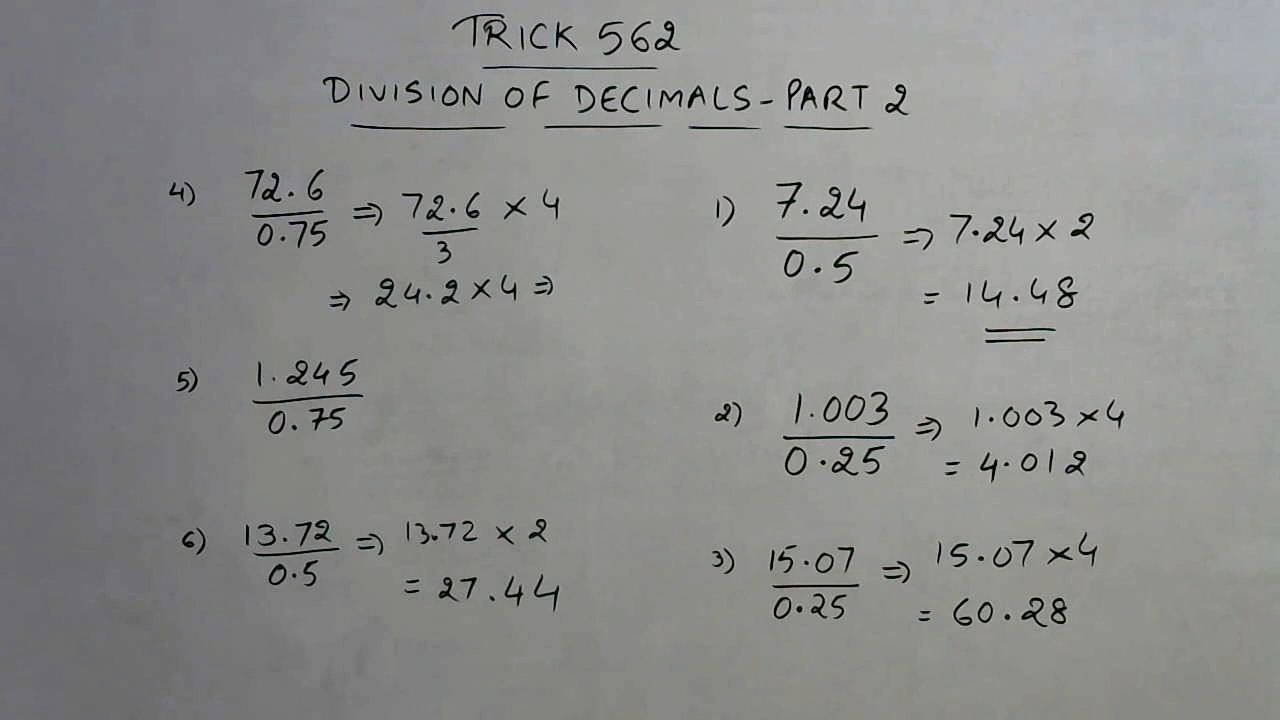 TRICK 562
DIVISION OF DECIMALS - PART 2
4) 72.6/0.75 ⇒ 72.6/3 × 4
⇒ 24.2 × 4 ⇒
5) 1.245/0.75
6) 13.72/0.5 ⇒ 13.72 × 2
= 27.44
1) 7.24/0.5 ⇒ 7.24 × 2
= 14.48
2) 1.003/0.25 ⇒ 1.003 × 4
= 4.012
3) 15.07/0.25 ⇒ 15.07 × 4
= 60.28